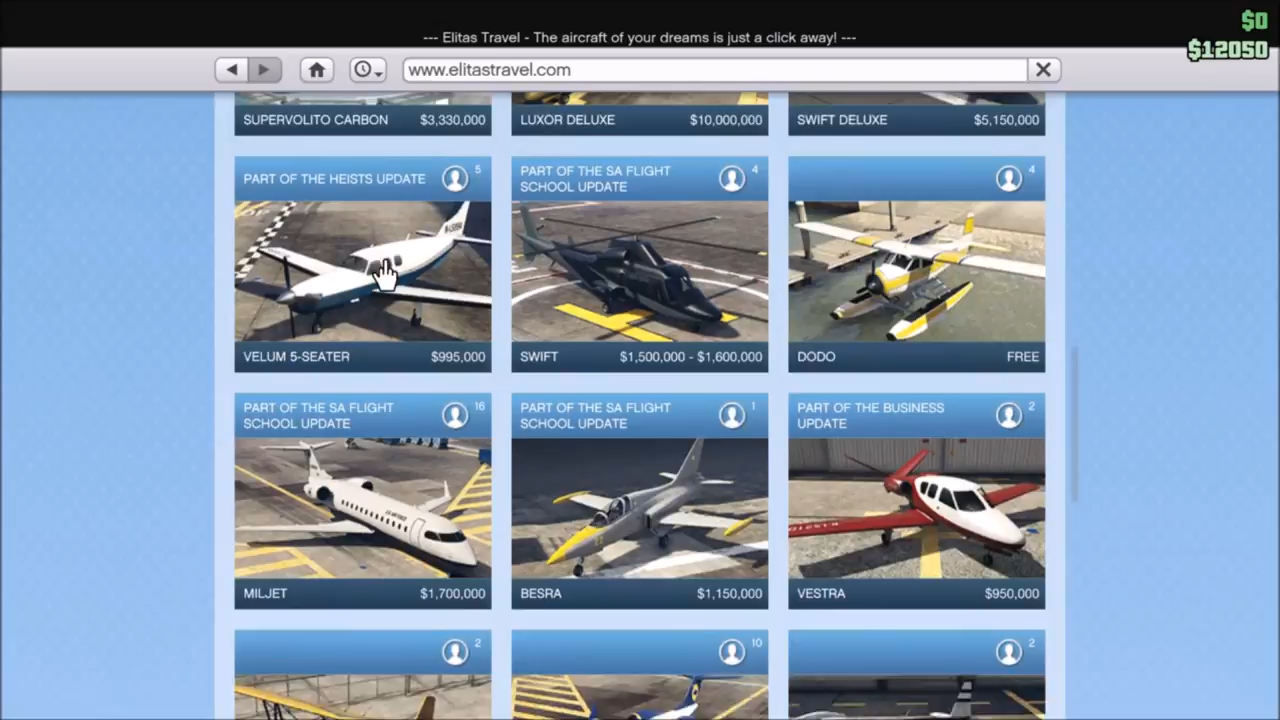 $0
--- Elitas Travel - The aircraft of your dreams is just a click away! ---
$12050
www.elitastravel.com
SUPERVOLITO CARBON $3,330,000
LUXOR DELUXE $10,000,000
SWIFT DELUXE $5,150,000
PART OF THE HEISTS UPDATE 5
PART OF THE SA FLIGHT
SCHOOL UPDATE 4
4
VELUM 5-SEATER $995,000
SWIFT $1,500,000 - $1,600,000
DODO FREE
PART OF THE SA FLIGHT
SCHOOL UPDATE 16
PART OF THE SA FLIGHT
SCHOOL UPDATE 1
PART OF THE BUSINESS
UPDATE 2
MILJET $1,700,000
BESRA $1,150,000
VESTRA $950,000
2
10
2